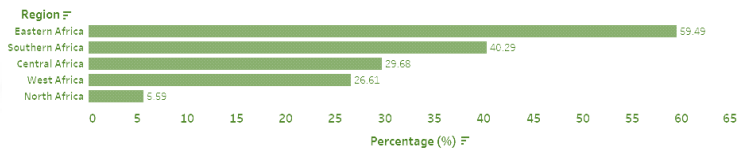 Region
Eastern Africa 59.49
Southern Africa 40.29
Central Africa 29.68
West Africa 26.61
North Africa 5.59
0 5 10 15 20 25 30 35 40 45 50 55 60 65
Percentage (%)